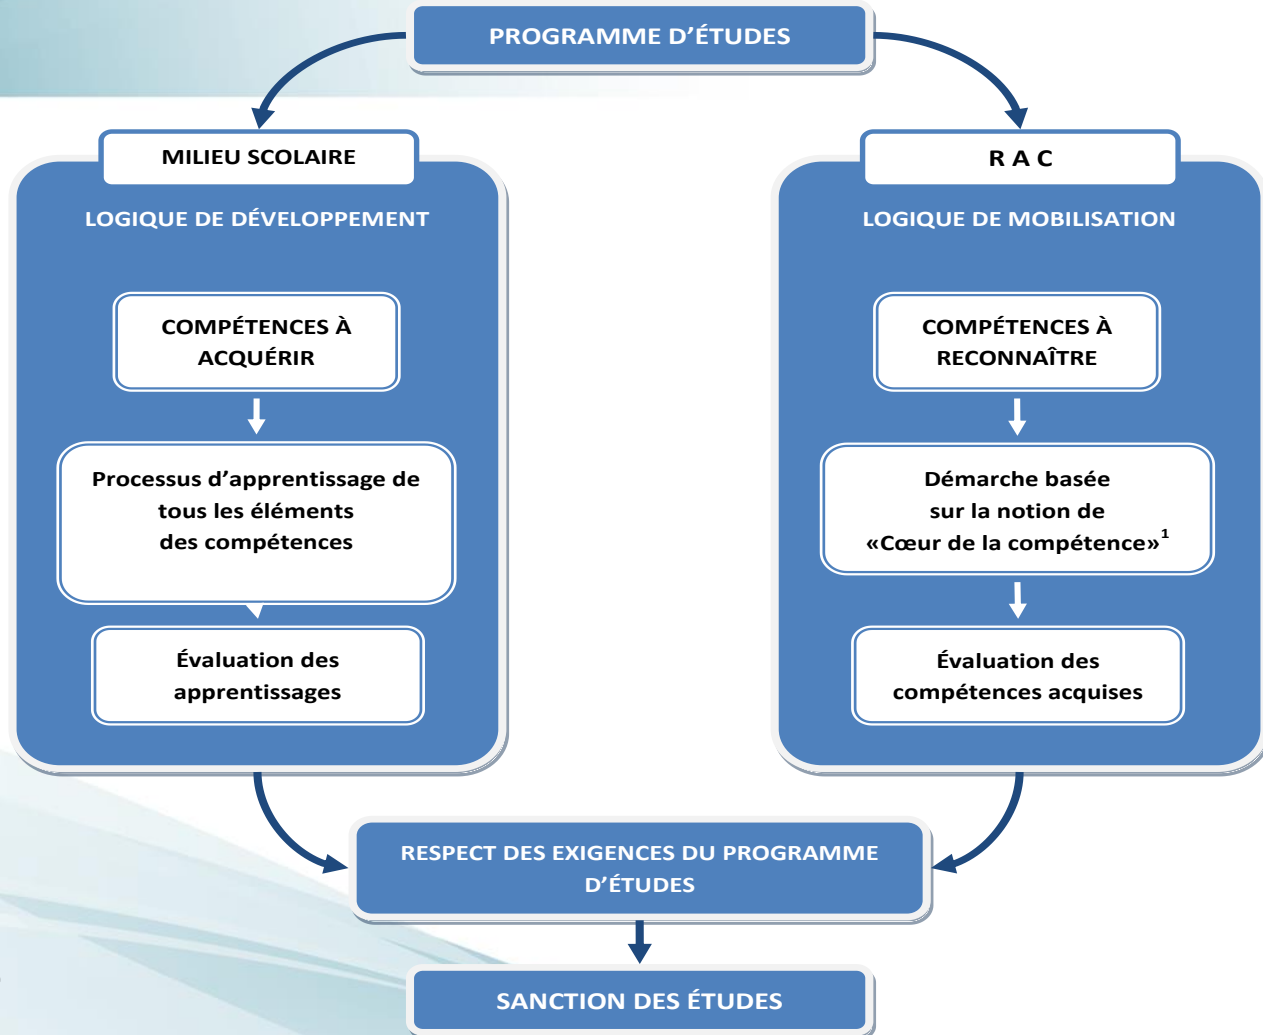 PROGRAMME D’ÉTUDES
MILIEU SCOLAIRE
LOGIQUE DE DÉVELOPPEMENT
COMPÉTENCES À
ACQUÉRIR
Processus d’apprentissage de
tous les éléments
des compétences
Évaluation des
apprentissages
R A C
LOGIQUE DE MOBILISATION
COMPÉTENCES À
RECONNAÎTRE
Démarche basée
sur la notion de
«Cœur de la compétence»¹
Évaluation des
compétences acquises
RESPECT DES EXIGENCES DU PROGRAMME
D’ÉTUDES
SANCTION DES ÉTUDES